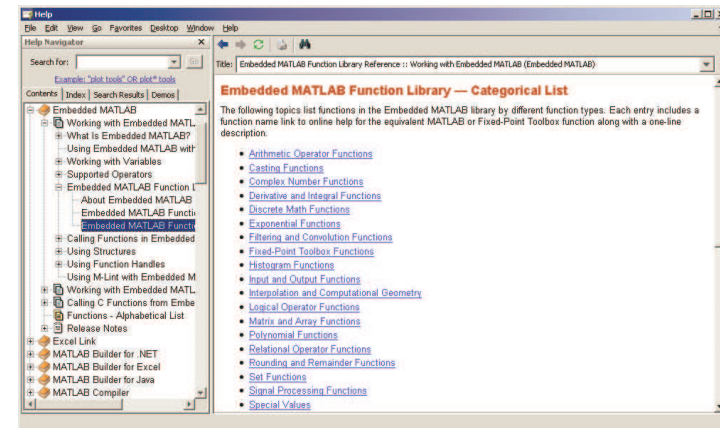 Help
File Edit View Go Favorites Desktop Window Help
Help Navigator
Search for:
Go
Example: "plot tools" OR plot* tools
Contents Index Search Results Demos
Embedded MATLAB
Working with Embedded MATL
What Is Embedded MATLAB?
Using Embedded MATLAB with
Working with Variables
Supported Operators
Embedded MATLAB Function L
About Embedded MATLAB
Embedded MATLAB Functi
Embedded MATLAB Functi
Calling Functions in Embedded
Using Structures
Using Function Handles
Using M-Lint with Embedded M
Working with Embedded MATL
Calling C Functions from Embe
Functions - Alphabetical List
Release Notes
Excel Link
MATLAB Builder for .NET
MATLAB Builder for Excel
MATLAB Builder for Java
MATLAB Compiler
Title: Embedded MATLAB Function Library Reference :: Working with Embedded MATLAB (Embedded MATLAB)
Embedded MATLAB Function Library — Categorical List
The following topics list functions in the Embedded MATLAB library by different function types. Each entry includes a
function name link to online help for the equivalent MATLAB or Fixed-Point Toolbox function along with a one-line
description.
Arithmetic Operator Functions
Casting Functions
Complex Number Functions
Derivative and Integral Functions
Discrete Math Functions
Exponential Functions
Filtering and Convolution Functions
Fixed-Point Toolbox Functions
Histogram Functions
Input and Output Functions
Interpolation and Computational Geometry
Logical Operator Functions
Matrix and Array Functions
Polynomial Functions
Relational Operator Functions
Rounding and Remainder Functions
Set Functions
Signal Processing Functions
Special Values